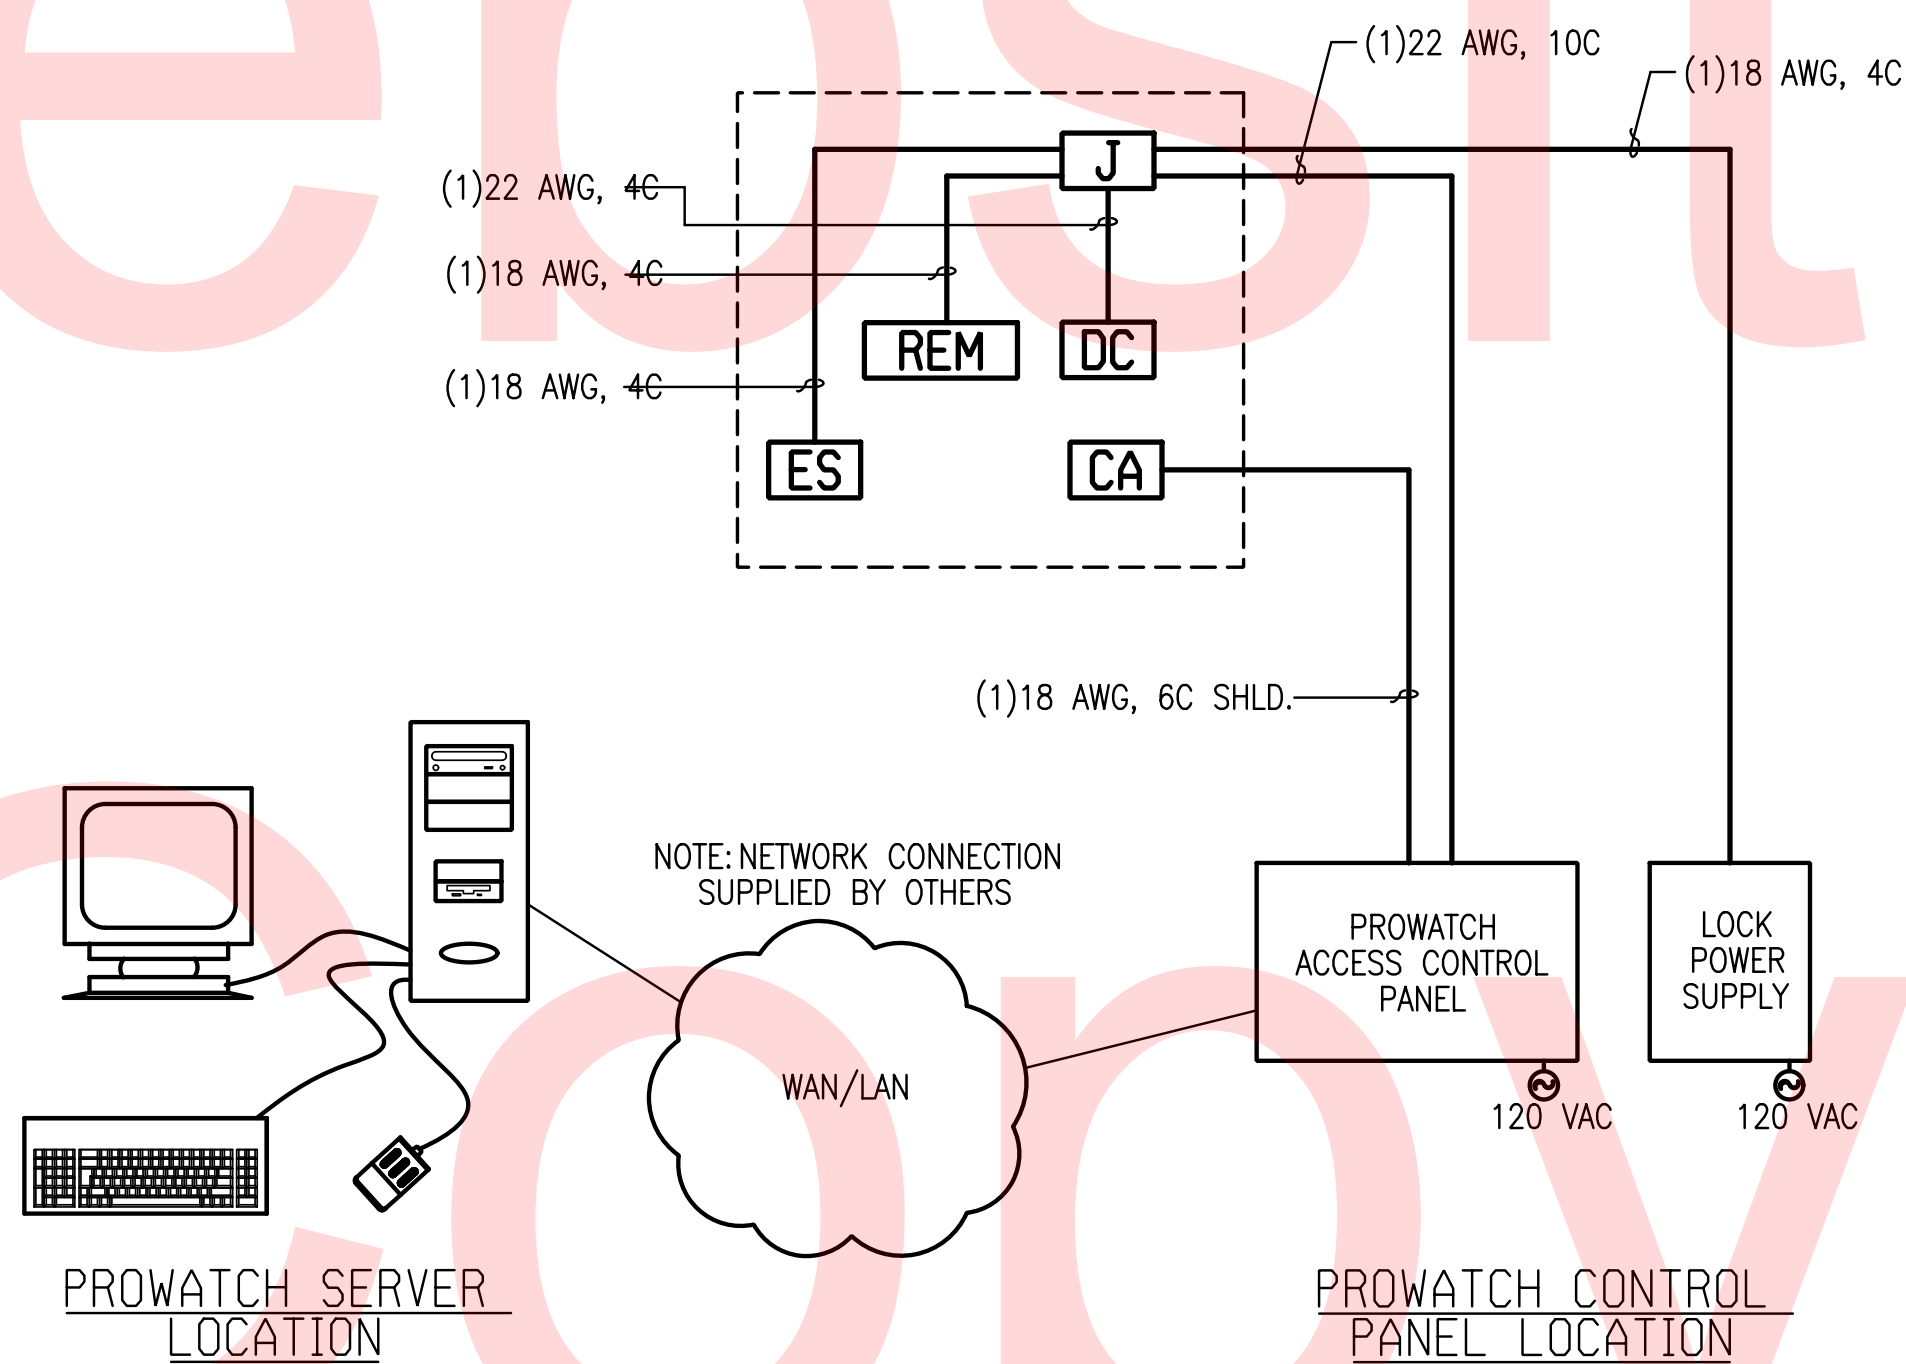 (1)22 AWG, 10C
(1)18 AWG, 4C
J
(1)22 AWG, 4C
(1)18 AWG, 4C
REM
DC
(1)18 AWG, 4C
ES
CA
(1)18 AWG, 6C SHLD.
NOTE: NETWORK CONNECTION
SUPPLIED BY OTHERS
PROWATCH
ACCESS CONTROL
PANEL
LOCK
POWER
SUPPLY
WAN/LAN
120 VAC
120 VAC
PROWATCH SERVER
LOCATION
PROWATCH CONTROL
PANEL LOCATION